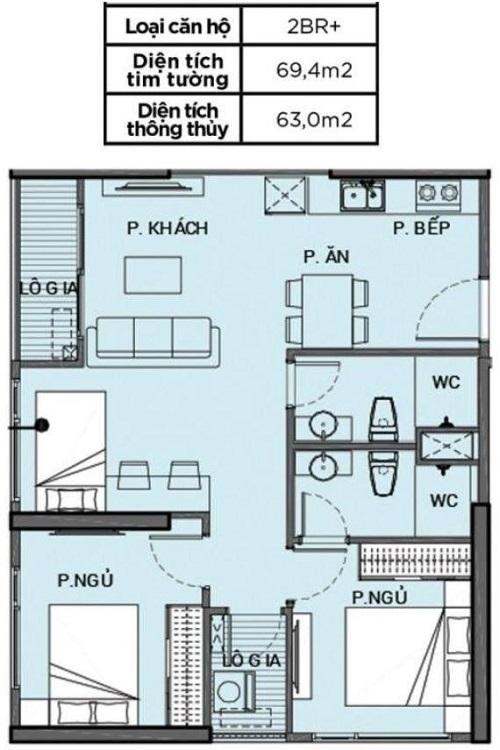 Loại căn hộ 2BR+
Diện tích
tim tường 69,4m2
Diện tích
thông thủy 63,0m2
P. KHÁCH
P. BẾP
P. ĂN
LÔ GIA
WC
WC
P.NGỦ
P.NGỦ
LÔ GIA